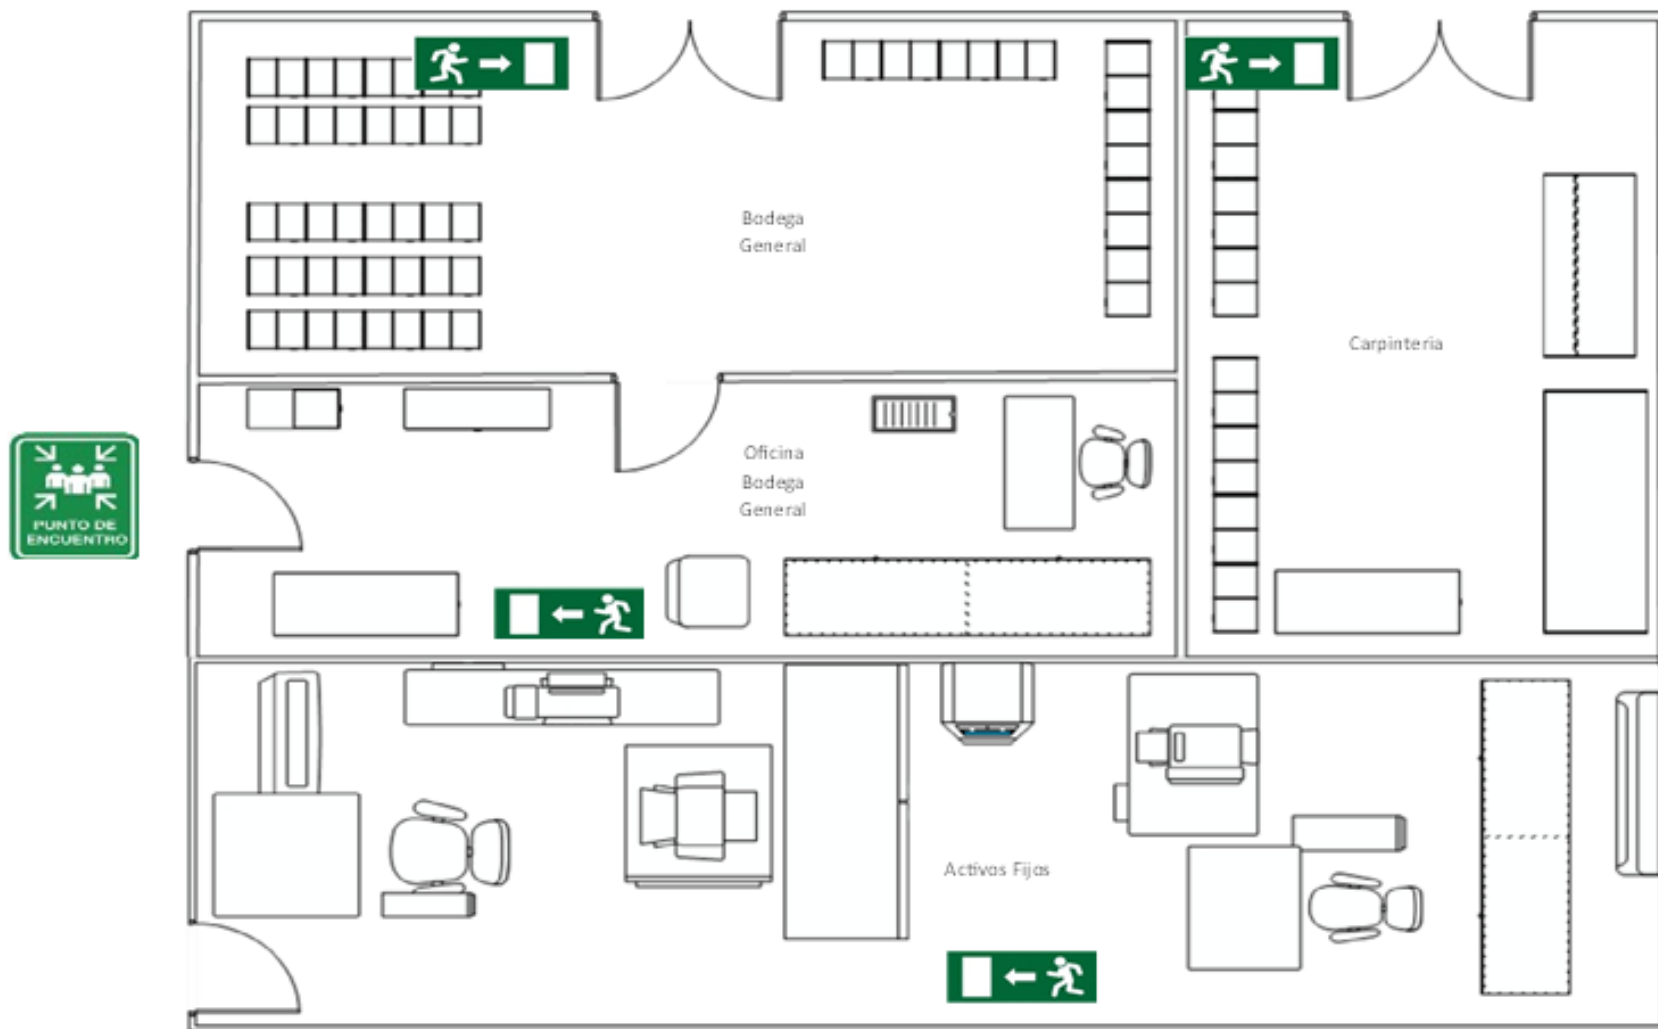 Bodega
General
Carpinteria
Oficina
Bodega
General
PUNTO DE
ENCUENTRO
Activos Fijos